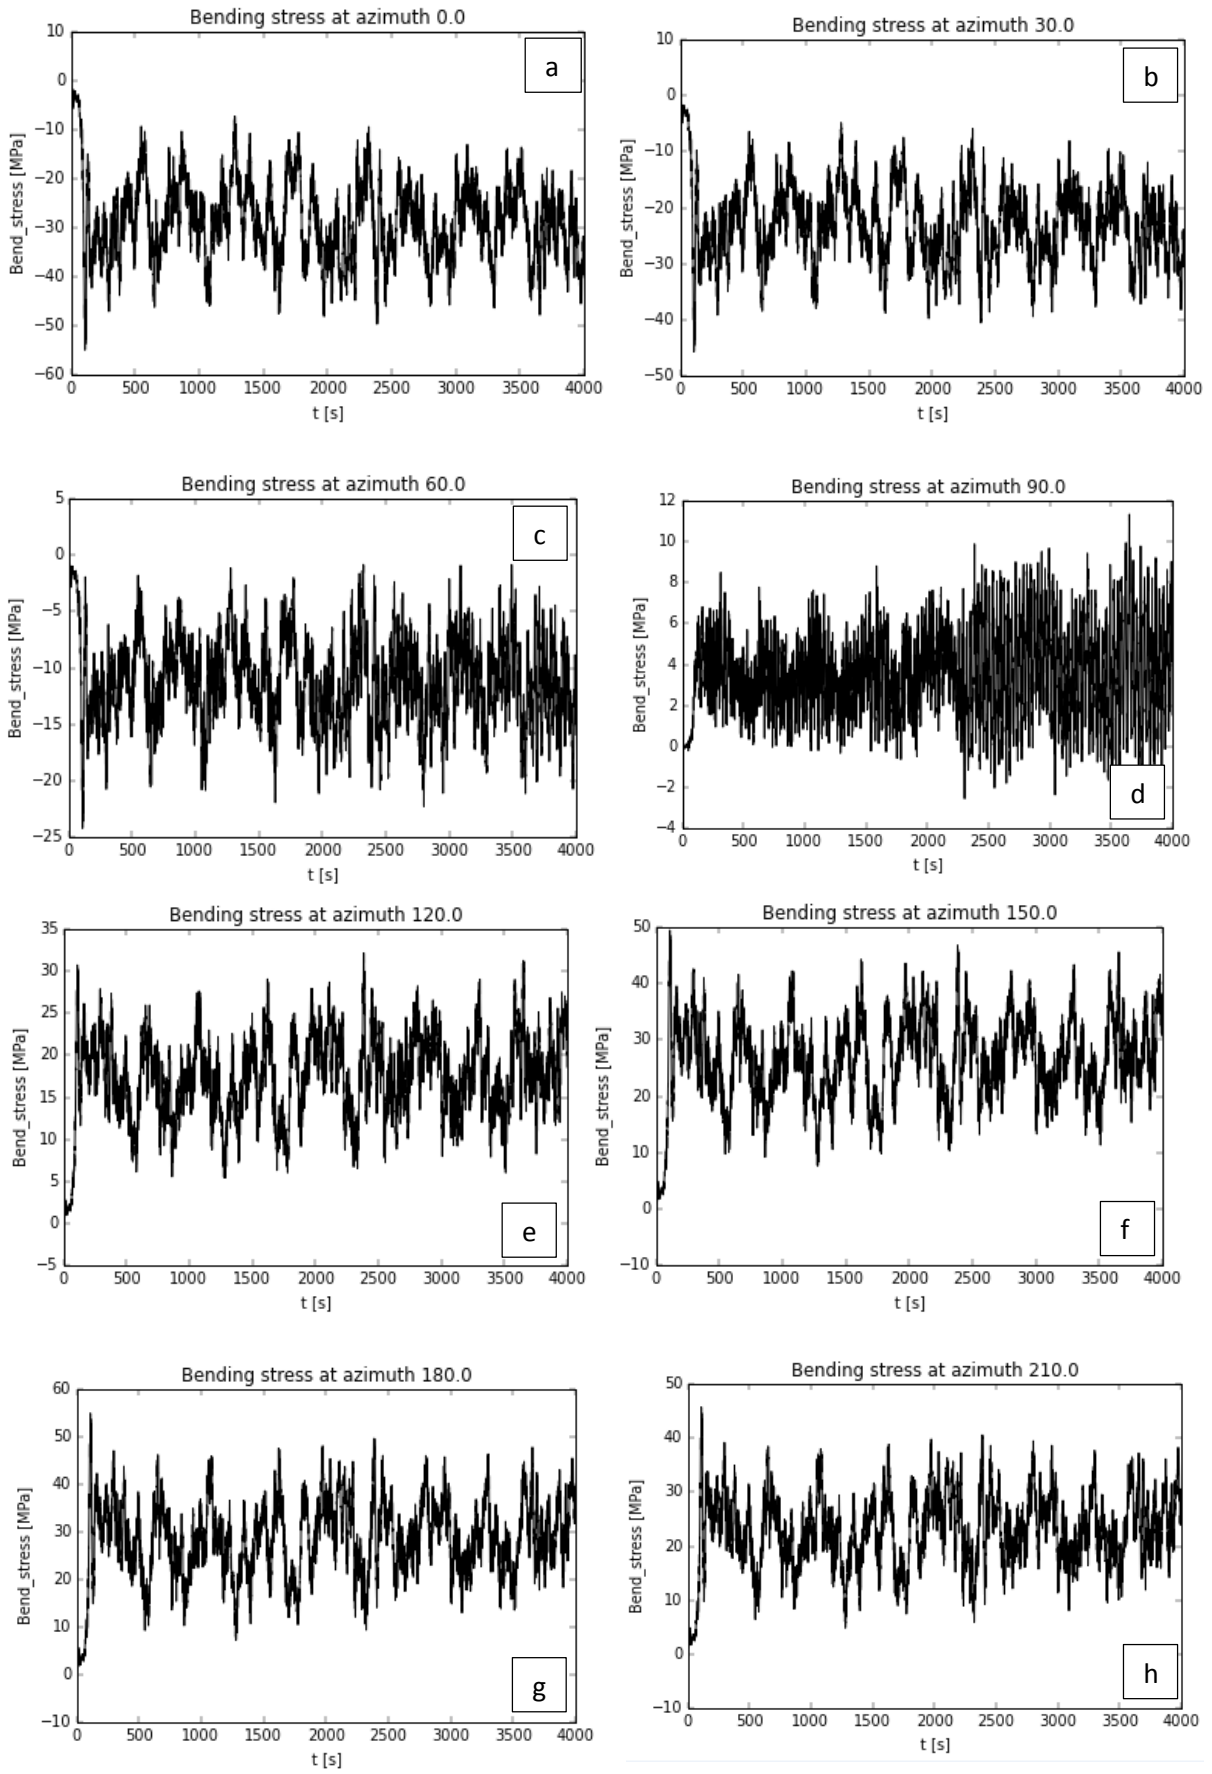 Bending stress at azimuth 0.0
a
10
0
−10
−20
−30
−40
−50
−60
Bend_stress [MPa]
0 500 1000 1500 2000 2500 3000 3500 4000
t [s]
Bending stress at azimuth 30.0
b
10
0
−10
−20
−30
−40
−50
Bend_stress [MPa]
0 500 1000 1500 2000 2500 3000 3500 4000
t [s]
Bending stress at azimuth 60.0
c
5
0
−5
−10
−15
−20
−25
Bend_stress [MPa]
0 500 1000 1500 2000 2500 3000 3500 4000
t [s]
Bending stress at azimuth 90.0
12
10
8
6
4
2
0
−2
−4
Bend_stress [MPa]
d
0 500 1000 1500 2000 2500 3000 3500 4000
t [s]
Bending stress at azimuth 120.0
35
30
25
20
15
10
5
0
−5
Bend_stress [MPa]
e
0 500 1000 1500 2000 2500 3000 3500 4000
t [s]
Bending stress at azimuth 150.0
50
40
30
20
10
0
−10
Bend_stress [MPa]
f
0 500 1000 1500 2000 2500 3000 3500 4000
t [s]
Bending stress at azimuth 180.0
60
50
40
30
20
10
0
−10
Bend_stress [MPa]
g
0 500 1000 1500 2000 2500 3000 3500 4000
t [s]
Bending stress at azimuth 210.0
50
40
30
20
10
0
−10
Bend_stress [MPa]
h
0 500 1000 1500 2000 2500 3000 3500 4000
t [s]